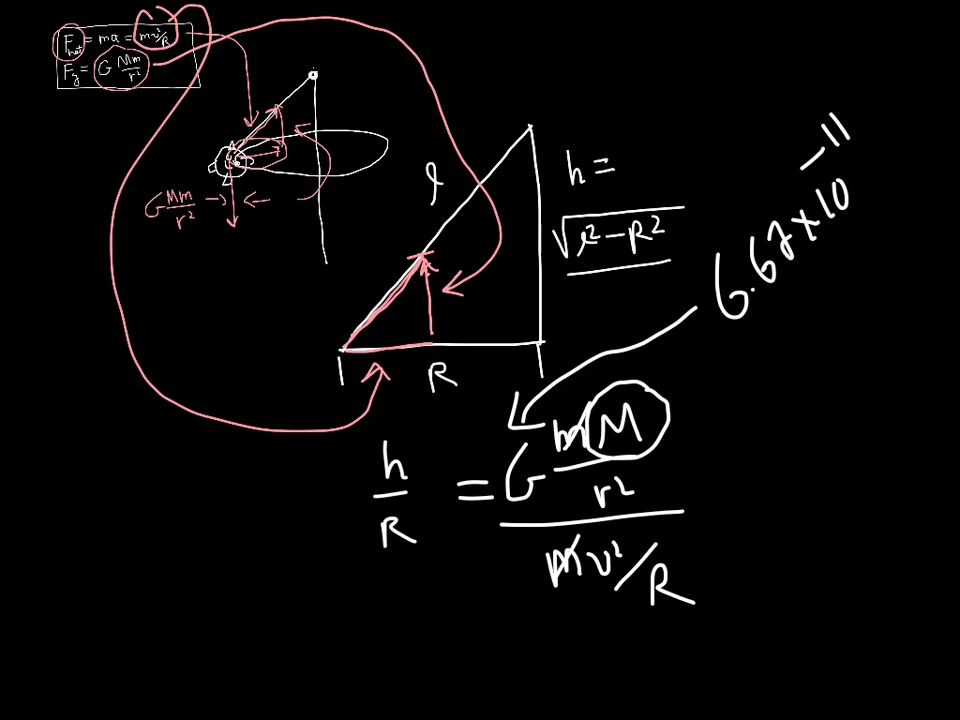 F_net = ma = mv²/R
F_g = G Mm/r²
G Mm/r²
l
h =
√(l² - R²)
6.67 × 10⁻¹¹
R
h/R = (G mM/r²)/(mv²/R)